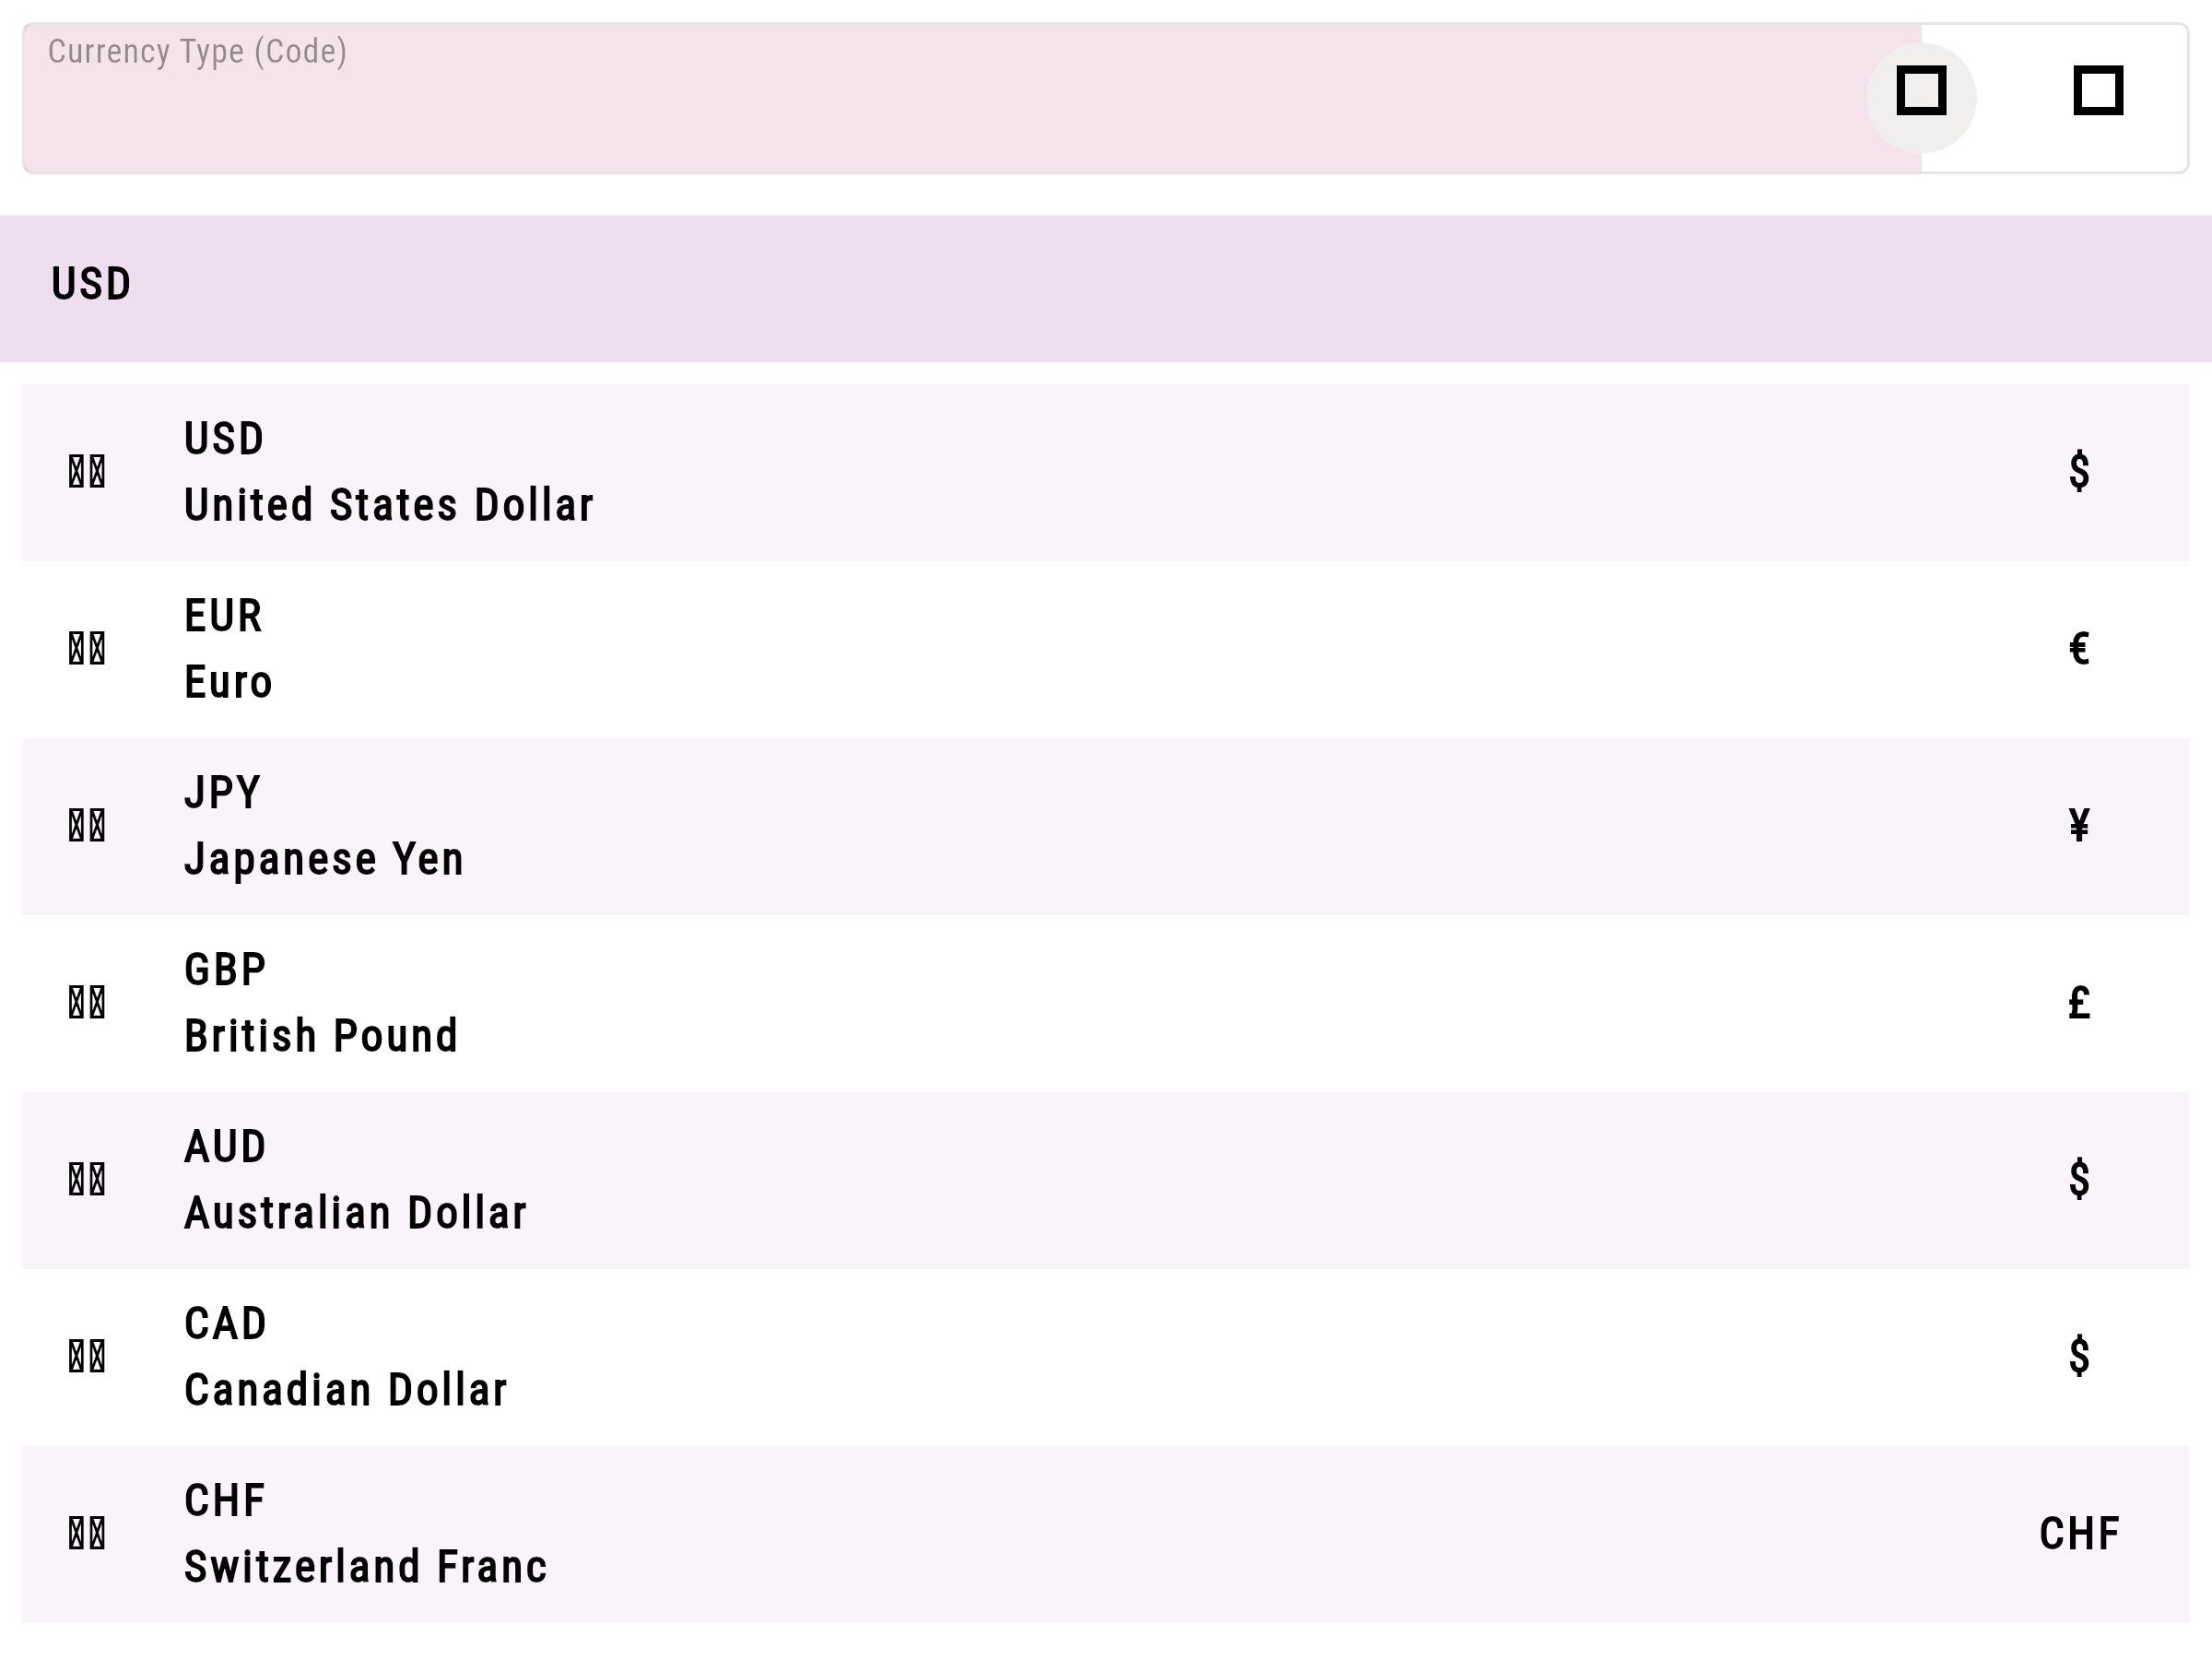 Currency Type (Code)
USD
USD
United States Dollar
$
EUR
Euro
€
JPY
Japanese Yen
¥
GBP
British Pound
£
AUD
Australian Dollar
$
CAD
Canadian Dollar
$
CHF
Switzerland Franc
CHF